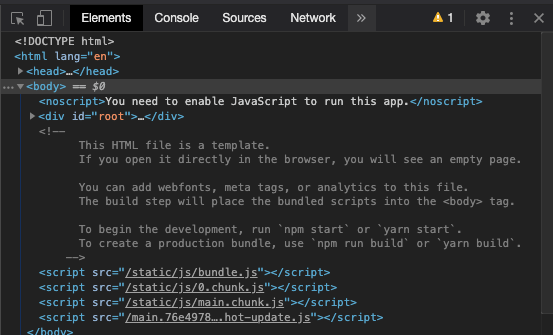 Elements Console Sources Network » 1
<!DOCTYPE html>
<html lang="en">
<head>…</head>
<body> == $0
<noscript>You need to enable JavaScript to run this app.</noscript>
<div id="root">…</div>
<!--
This HTML file is a template.
If you open it directly in the browser, you will see an empty page.
You can add webfonts, meta tags, or analytics to this file.
The build step will place the bundled scripts into the <body> tag.
To begin the development, run `npm start` or `yarn start`.
To create a production bundle, use `npm run build` or `yarn build`.
-->
<script src="/static/js/bundle.js"></script>
<script src="/static/js/0.chunk.js"></script>
<script src="/static/js/main.chunk.js"></script>
<script src="/main.76e4978….hot-update.js"></script>
</body>